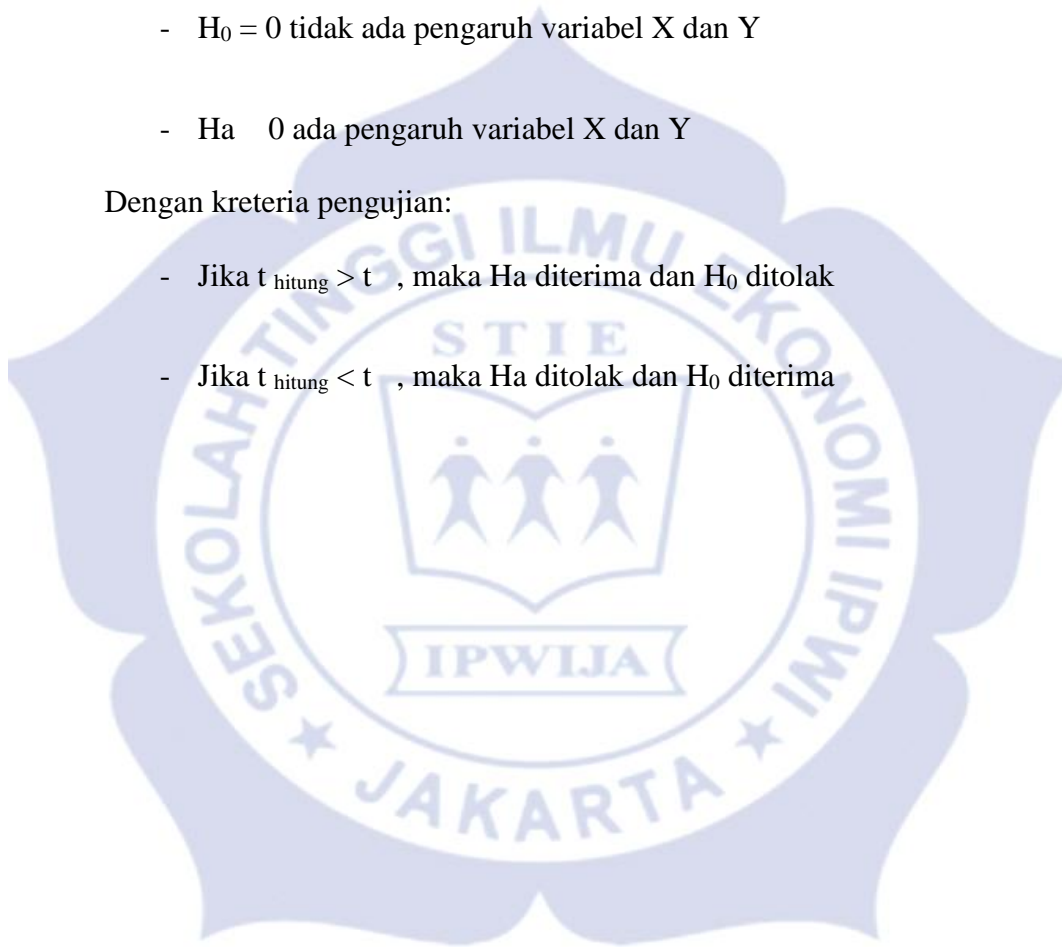 - H₀ = 0 tidak ada pengaruh variabel X dan Y
- Ha 0 ada pengaruh variabel X dan Y
Dengan kreteria pengujian:
- Jika t hitung > t , maka Ha diterima dan H₀ ditolak
- Jika t hitung < t , maka Ha ditolak dan H₀ diterima
SEKOLAH TINGGI ILMU EKONOMI IPWIJA
STIE
IPWIJA
JAKARTA